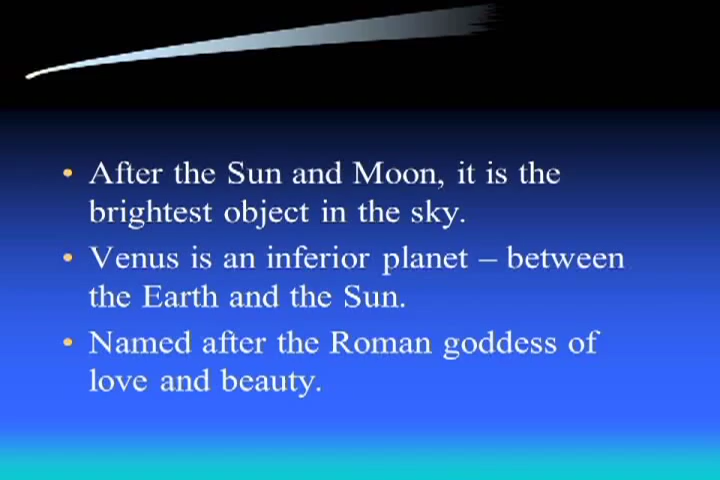 • After the Sun and Moon, it is the
brightest object in the sky.
• Venus is an inferior planet – between
the Earth and the Sun.
• Named after the Roman goddess of
love and beauty.